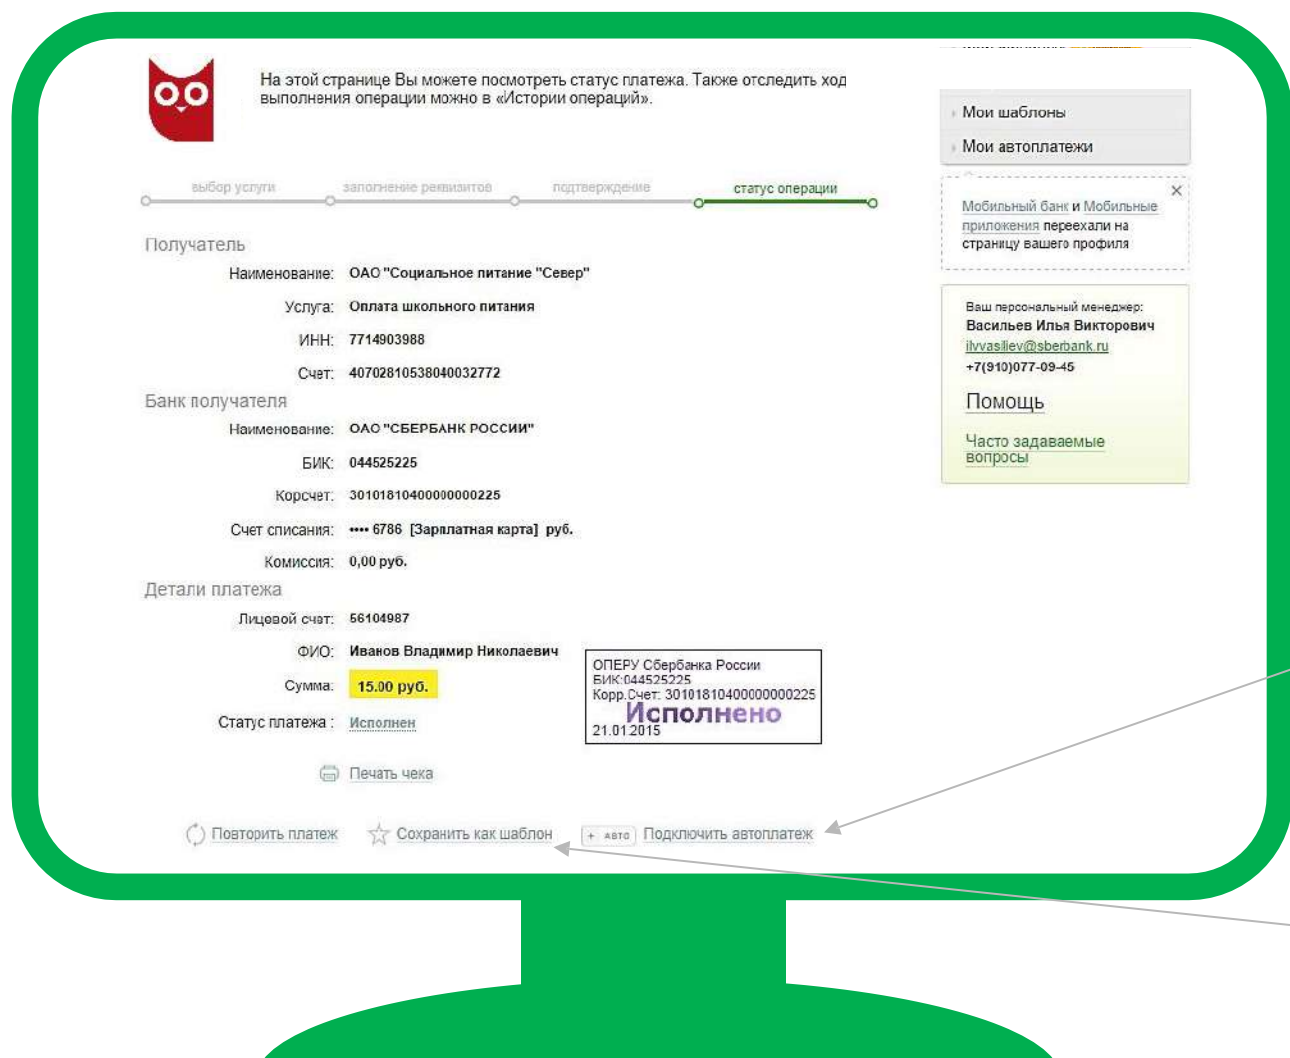 На этой странице Вы можете посмотреть статус платежа. Также отследить ход
выполнения операции можно в «Истории операций».
выбор услуги
заполнение реквизитов
подтверждение
статус операции
Получатель
Наименование: ОАО "Социальное питание "Север"
Услуга: Оплата школьного питания
ИНН: 7714903988
Счет: 40702810538040032772
Банк получателя
Наименование: ОАО "СБЕРБАНК РОССИИ"
БИК: 044525225
Корсчет: 30101810400000000225
Счет списания: •••• 6786 [Зарплатная карта] руб.
Комиссия: 0,00 руб.
Детали платежа
Лицевой счет: 56104987
ФИО: Иванов Владимир Николаевич
Сумма: 15.00 руб.
Статус платежа : Исполнен
ОПЕРУ Сбербанка России
БИК:044525225
Корр.Счет: 30101810400000000225
Исполнено
21.01.2015
Печать чека
Повторить платеж
Сохранить как шаблон
+ АВТО Подключить автоплатеж
Мои шаблоны
Мои автоплатежи
×
Мобильный банк и Мобильные
приложения переехали на
страницу вашего профиля
Ваш персональный менеджер:
Васильев Илья Викторович
ilvvasiliev@sberbank.ru
+7(910)077-09-45
Помощь
Часто задаваемые
вопросы